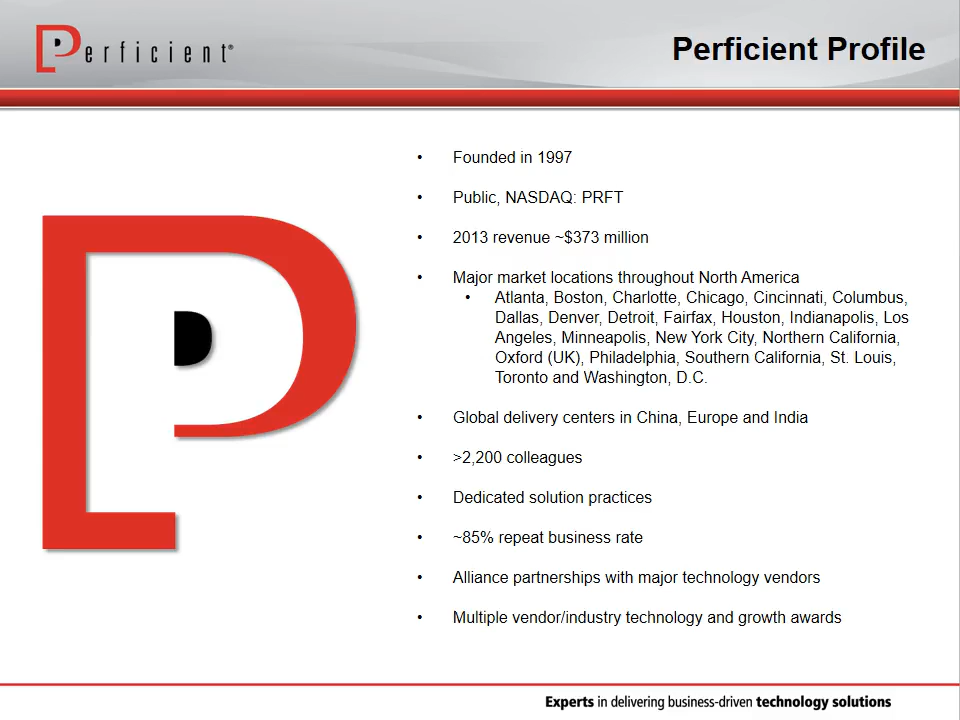 Perficient®
Perficient Profile
• Founded in 1997
• Public, NASDAQ: PRFT
• 2013 revenue ~$373 million
• Major market locations throughout North America
• Atlanta, Boston, Charlotte, Chicago, Cincinnati, Columbus,
Dallas, Denver, Detroit, Fairfax, Houston, Indianapolis, Los
Angeles, Minneapolis, New York City, Northern California,
Oxford (UK), Philadelphia, Southern California, St. Louis,
Toronto and Washington, D.C.
• Global delivery centers in China, Europe and India
• >2,200 colleagues
• Dedicated solution practices
• ~85% repeat business rate
• Alliance partnerships with major technology vendors
• Multiple vendor/industry technology and growth awards
Experts in delivering business-driven technology solutions